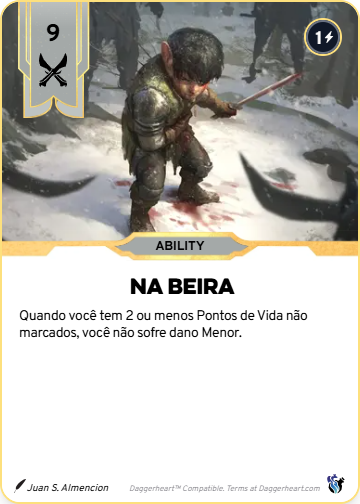 9
1
ABILITY
NA BEIRA
Quando você tem 2 ou menos Pontos de Vida não
marcados, você não sofre dano Menor.
Juan S. Almencion
Daggerheart™ Compatible. Terms at Daggerheart.com